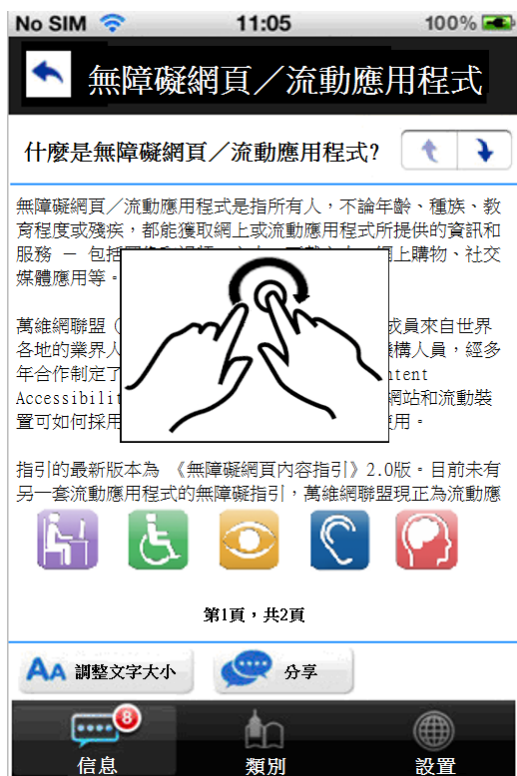 No SIM 11:05 100%
無障礙網頁／流動應用程式
什麼是無障礙網頁／流動應用程式?
無障礙網頁／流動應用程式是指所有人，不論年齡、種族、教
育程度或殘疾，都能獲取網上或流動應用程式所提供的資訊和
服務 － 包括 網上購物、社交
媒體應用等。
萬維網聯盟（ 成員來自世界
各地的業界人 機構人員，經多
年合作制定了 ntent
Accessibilit 網站和流動裝
置可如何採用 使用。
指引的最新版本為 《無障礙網頁內容指引》2.0版。目前未有
另一套流動應用程式的無障礙指引，萬維網聯盟現正為流動應
第1頁，共2頁
AA 調整文字大小 分享
8
信息 類別 設置